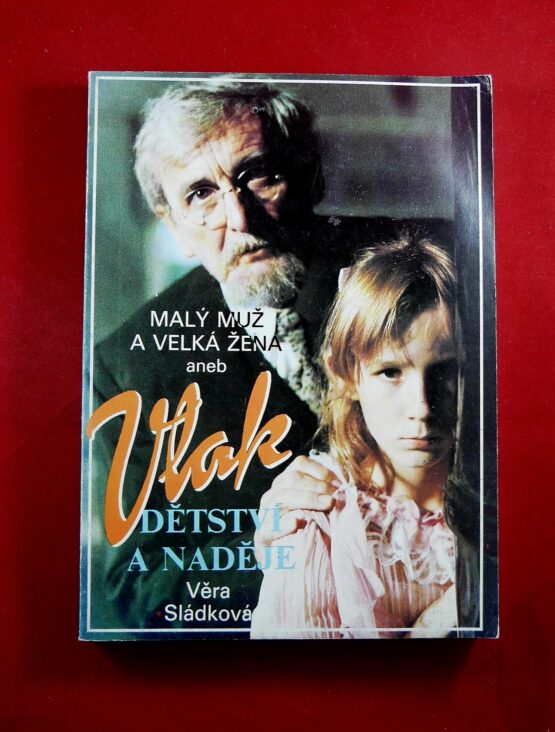 MALÝ MUŽ
A VELKÁ ŽENA
aneb
Vlak
DĚTSTVÍ
A NADĚJE
Věra
Sládková